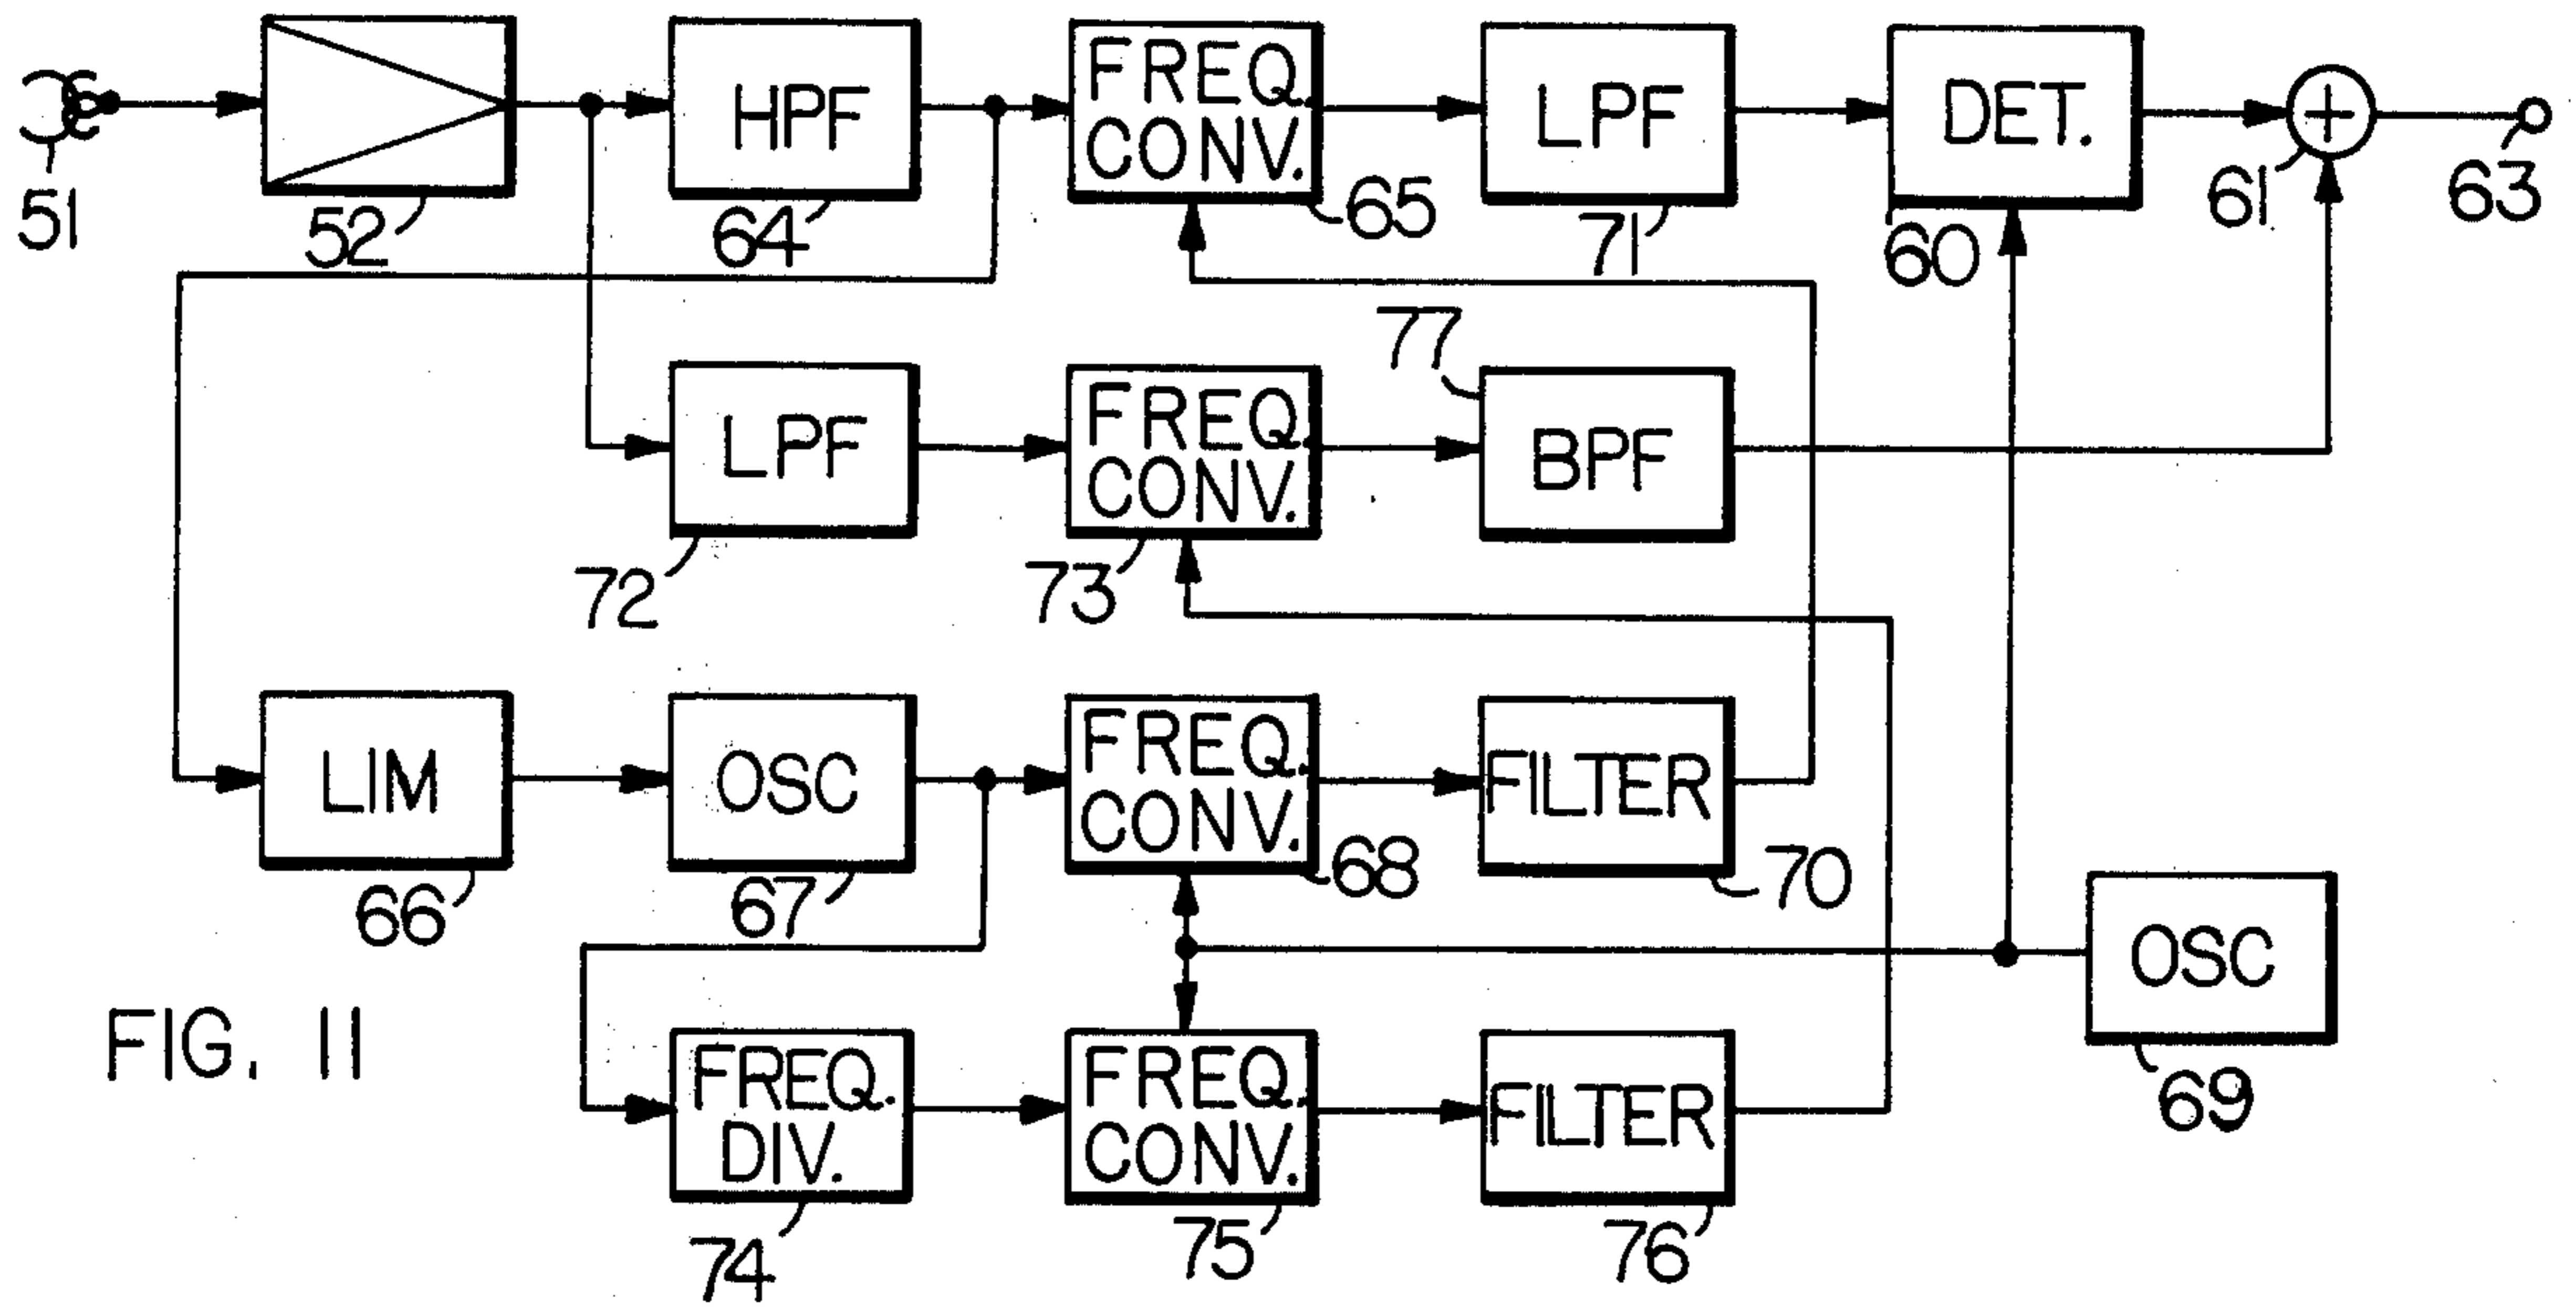 HPF
FREQ.
CONV.
LPF
DET.
+
51
52
64
65
71
60
61
63
LPF
FREQ.
CONV.
77
BPF
72
73
LIM
OSC
FREQ.
CONV.
FILTER
66
67
68
70
OSC
69
FREQ.
DIV.
FREQ.
CONV.
FILTER
74
75
76
FIG. 11